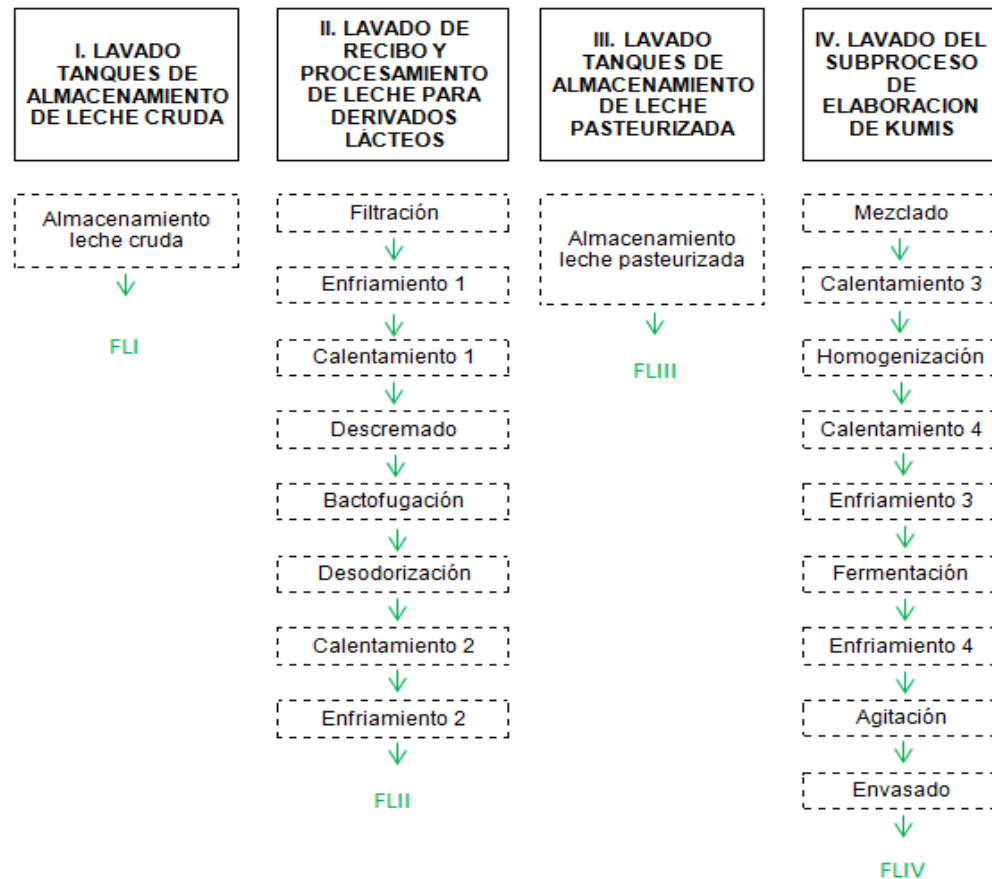 I. LAVADO
TANQUES DE
ALMACENAMIENTO
DE LECHE CRUDA
Almacenamiento
leche cruda
FLI
II. LAVADO DE
RECIBO Y
PROCESAMIENTO
DE LECHE PARA
DERIVADOS
LÁCTEOS
Filtración
Enfriamiento 1
Calentamiento 1
Descremado
Bactofugación
Desodorización
Calentamiento 2
Enfriamiento 2
FLII
III. LAVADO
TANQUES DE
ALMACENAMIENTO
DE LECHE
PASTEURIZADA
Almacenamiento
leche pasteurizada
FLIII
IV. LAVADO DEL
SUBPROCESO
DE
ELABORACION
DE KUMIS
Mezclado
Calentamiento 3
Homogenización
Calentamiento 4
Enfriamiento 3
Fermentación
Enfriamiento 4
Agitación
Envasado
FLIV